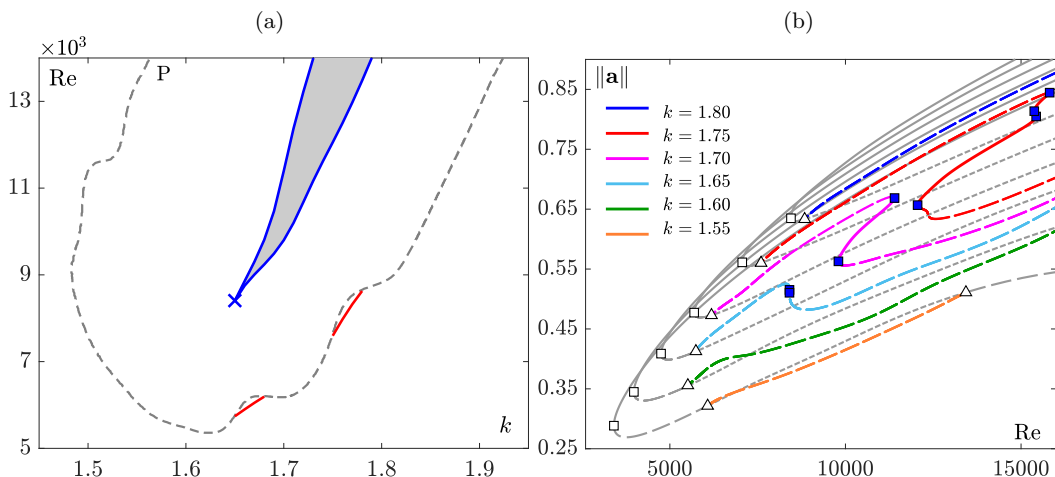 (a)
×10³
Re
P
13
11
9
7
5
k
1.5
1.6
1.7
1.8
1.9
(b)
‖a‖
0.85
0.75
0.65
0.55
0.45
0.35
0.25
k = 1.80
k = 1.75
k = 1.70
k = 1.65
k = 1.60
k = 1.55
Re
5000
10000
15000